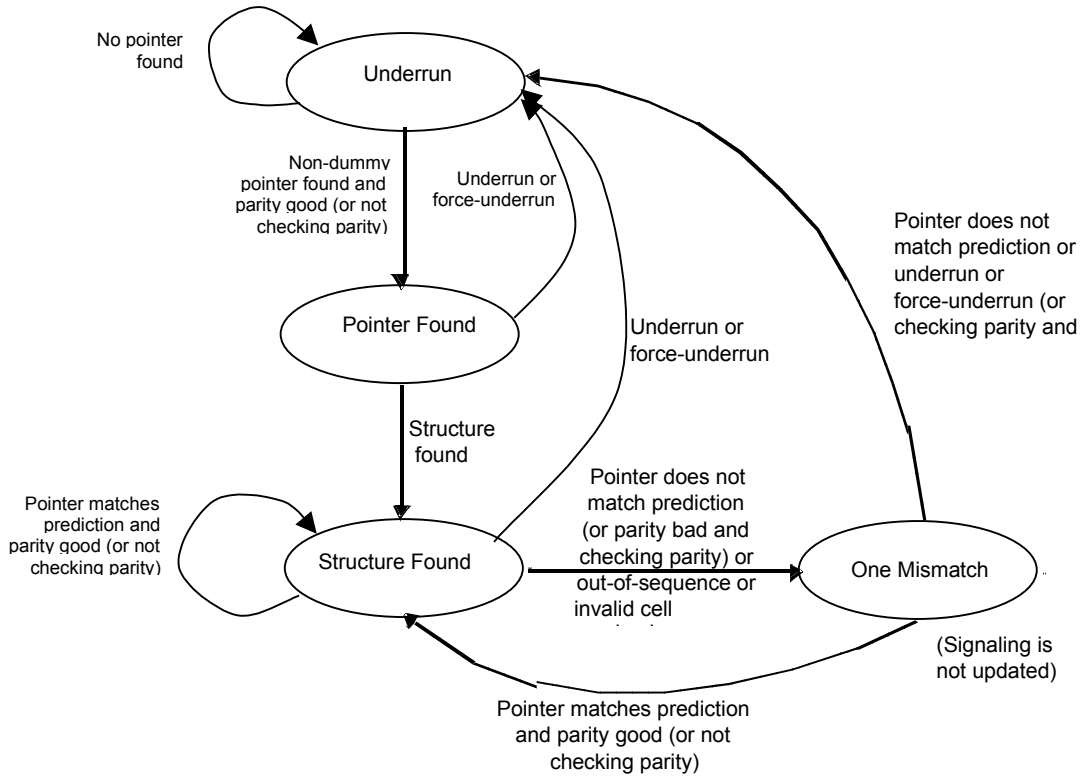 No pointer
found
Underrun
Non-dummy
pointer found and
parity good (or not
checking parity)
Underrun or
force-underrun
Pointer does not
match prediction or
underrun or
force-underrun (or
checking parity and
Pointer Found
Underrun or
force-underrun
Structure
found
Pointer matches
prediction and
parity good (or not
checking parity)
Structure Found
Pointer does not
match prediction
(or parity bad and
checking parity) or
out-of-sequence or
invalid cell
One Mismatch
(Signaling is
not updated)
Pointer matches prediction
and parity good (or not
checking parity)